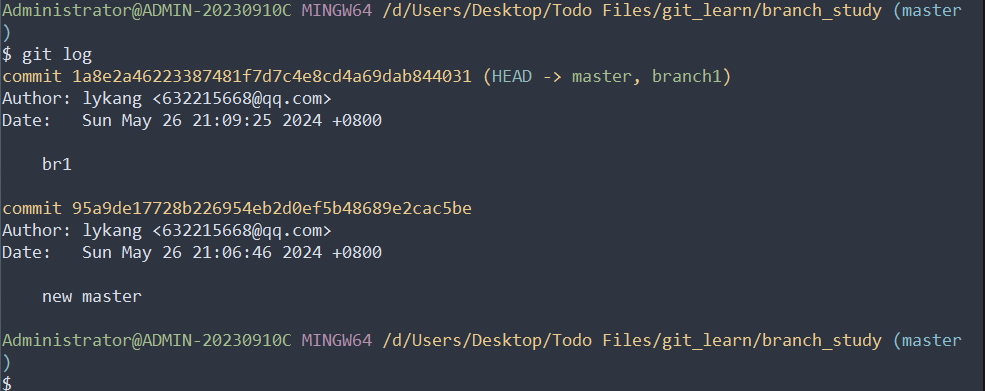 Administrator@ADMIN-20230910C MINGW64 /d/Users/Desktop/Todo Files/git_learn/branch_study (master
)
$ git log
commit 1a8e2a46223387481f7d7c4e8cd4a69dab844031 (HEAD -> master, branch1)
Author: lykang <632215668@qq.com>
Date:   Sun May 26 21:09:25 2024 +0800
    br1
commit 95a9de17728b226954eb2d0ef5b48689e2cac5be
Author: lykang <632215668@qq.com>
Date:   Sun May 26 21:06:46 2024 +0800
    new master
Administrator@ADMIN-20230910C MINGW64 /d/Users/Desktop/Todo Files/git_learn/branch_study (master
)
$